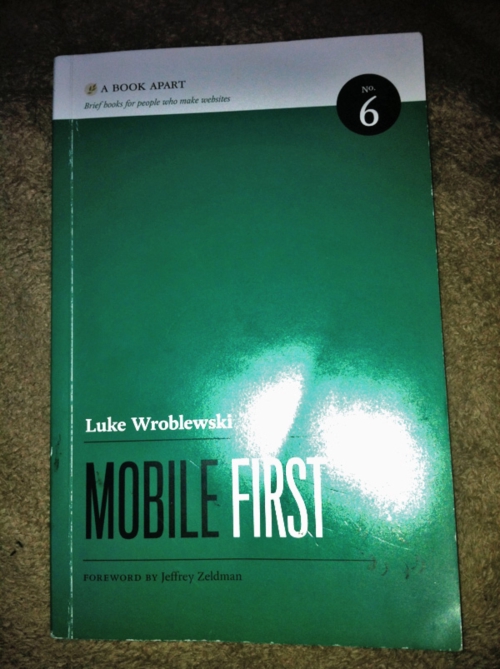 A BOOK APART
Brief books for people who make websites
No.
6
Luke Wroblewski
MOBILE FIRST
FOREWORD BY Jeffrey Zeldman